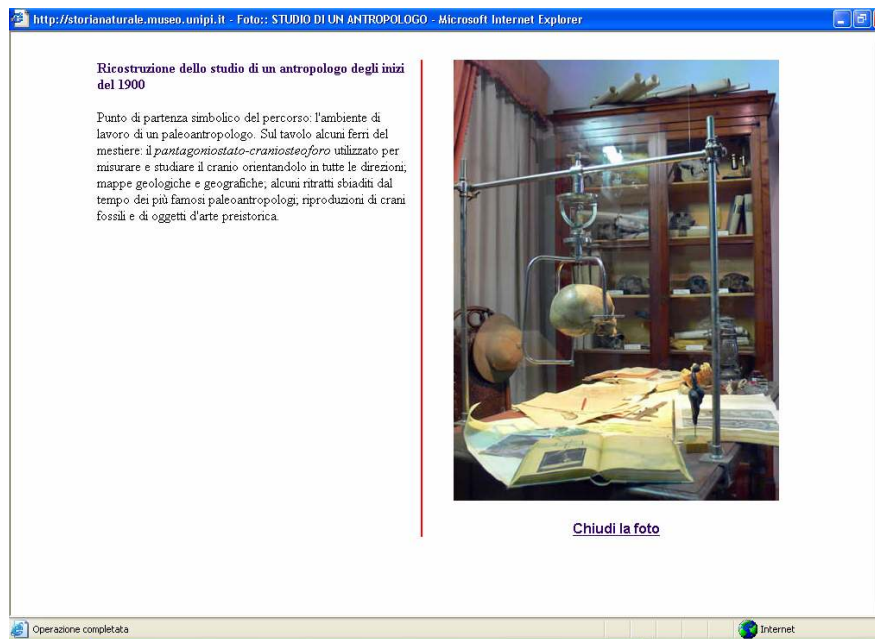 http://storianaturale.museo.unipi.it - Foto:: STUDIO DI UN ANTROPOLOGO - Microsoft Internet Explorer
Ricostruzione dello studio di un antropologo degli inizi
del 1900
Punto di partenza simbolico del percorso: l'ambiente di
lavoro di un paleoantropologo. Sul tavolo alcuni ferri del
mestiere: il pantagoniostato-craniosteoforo utilizzato per
misurare e studiare il cranio orientandolo in tutte le direzioni;
mappe geologiche e geografiche; alcuni ritratti sbiaditi dal
tempo dei più famosi paleoantropologi; riproduzioni di crani
fossili e di oggetti d'arte preistorica.
Chiudi la foto
Operazione completata
Internet